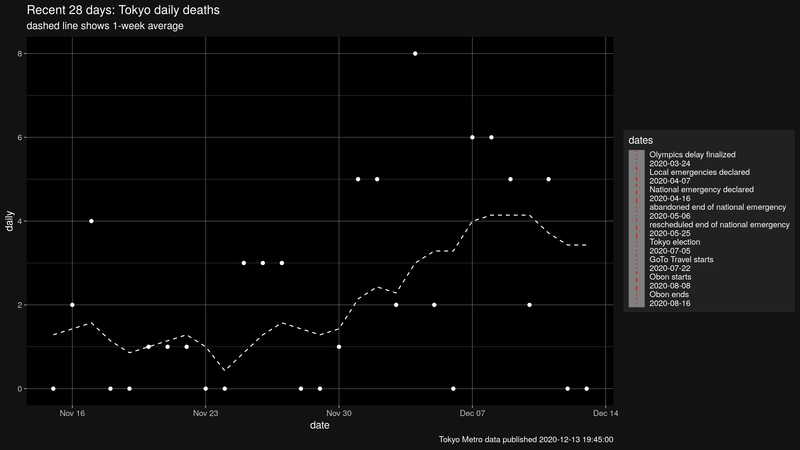 Recent 28 days: Tokyo daily deaths
dashed line shows 1-week average
daily
8
6
4
2
0
Nov 16
Nov 23
Nov 30
Dec 07
Dec 14
date
Tokyo Metro data published 2020-12-13 19:45:00
dates
Olympics delay finalized
2020-03-24
Local emergencies declared
2020-04-07
National emergency declared
2020-04-16
abandoned end of national emergency
2020-05-06
rescheduled end of national emergency
2020-05-25
Tokyo election
2020-07-05
GoTo Travel starts
2020-07-22
Obon starts
2020-08-08
Obon ends
2020-08-16